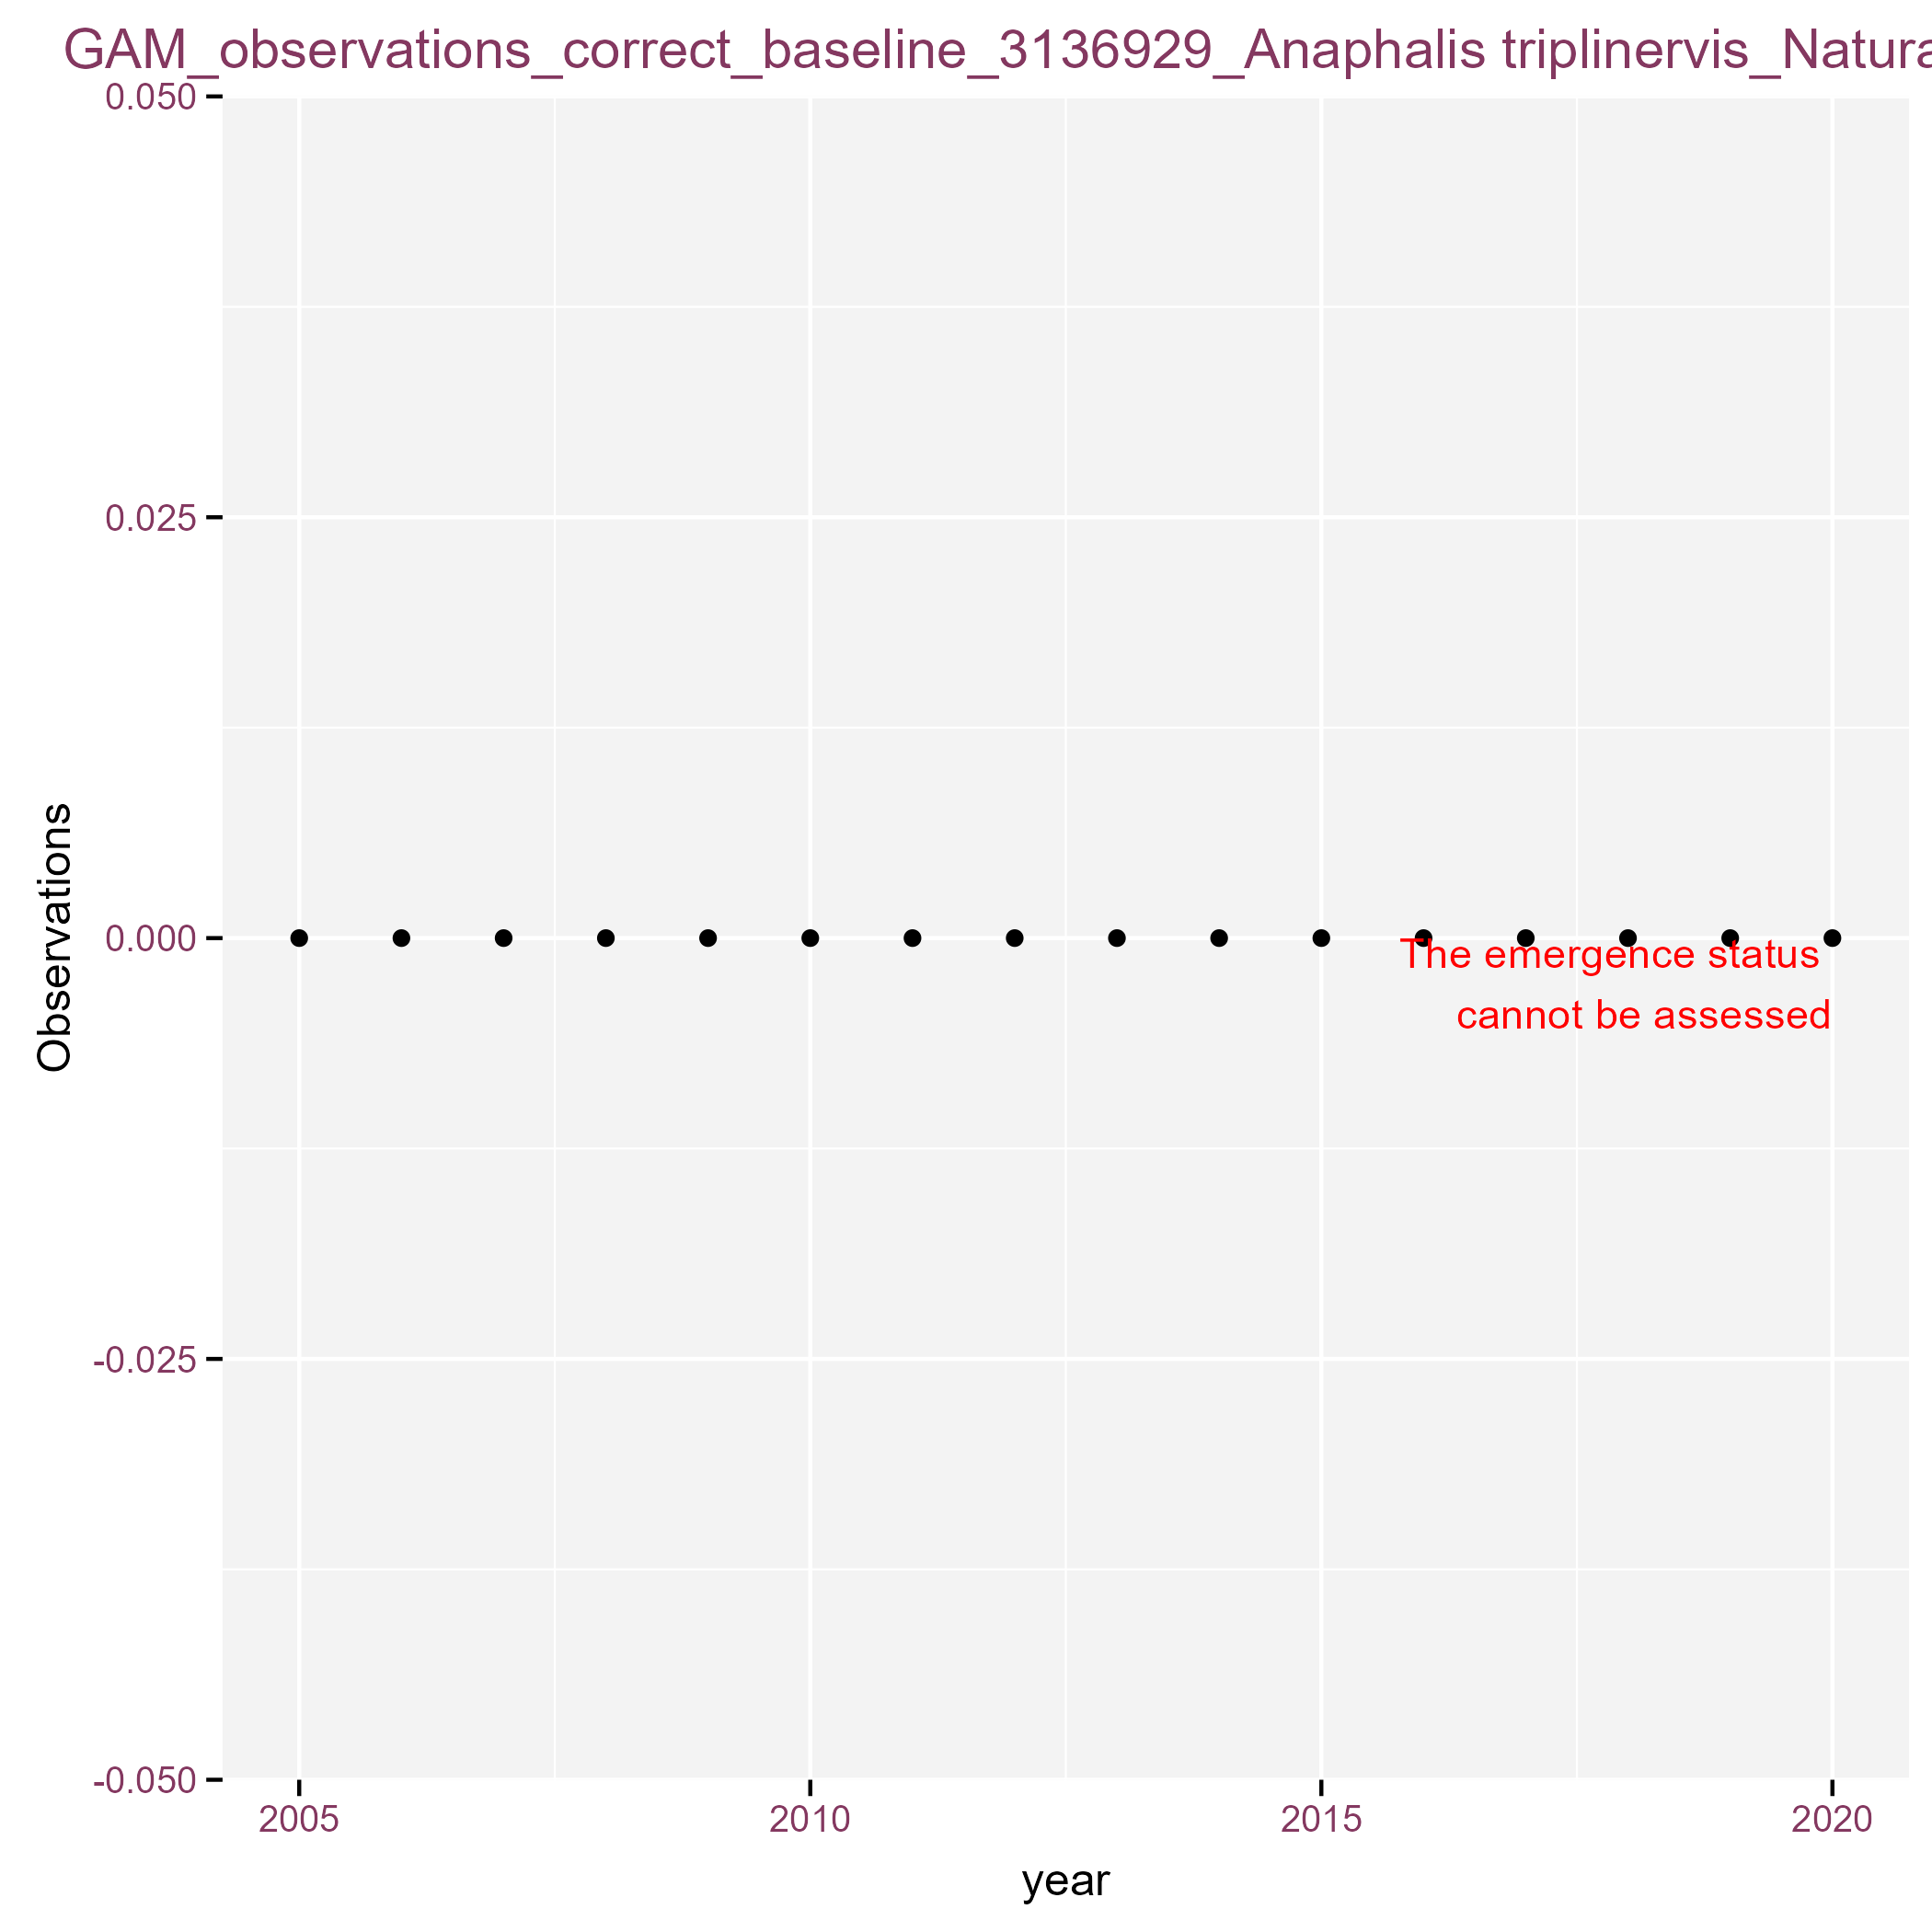 GAM_observations_correct_baseline_3136929_Anaphalis triplinervis_Natura
0.050
0.025
0.000
-0.025
-0.050
Observations
The emergence status
cannot be assessed
2005 2010 2015 2020
year